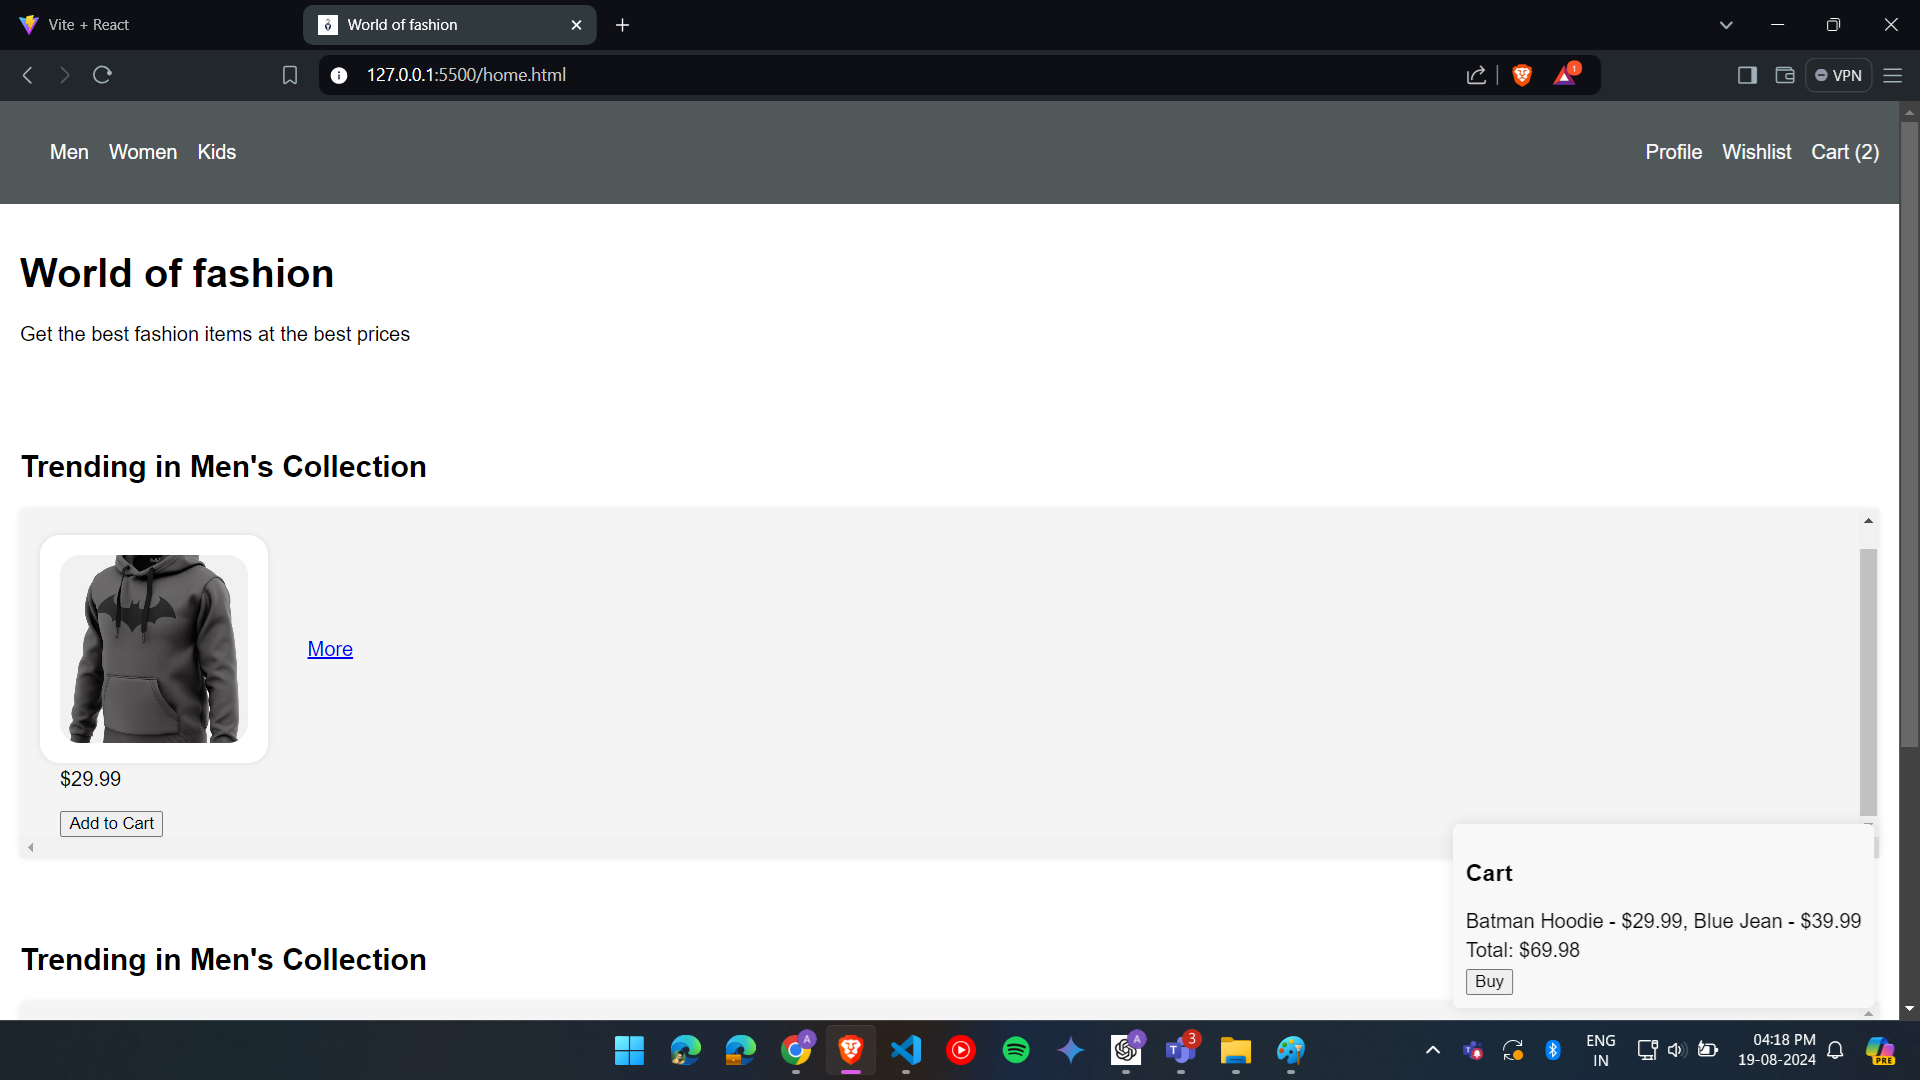 Vite + React
World of fashion
127.0.0.1:5500/home.html
1
VPN
Men Women Kids
Profile Wishlist Cart (2)
World of fashion
Get the best fashion items at the best prices
Trending in Men's Collection
More
$29.99
Add to Cart
Cart
Batman Hoodie - $29.99, Blue Jean - $39.99
Total: $69.98
Buy
Trending in Men's Collection
A
A
3
ENG
IN
04:18 PM
19-08-2024
PRE